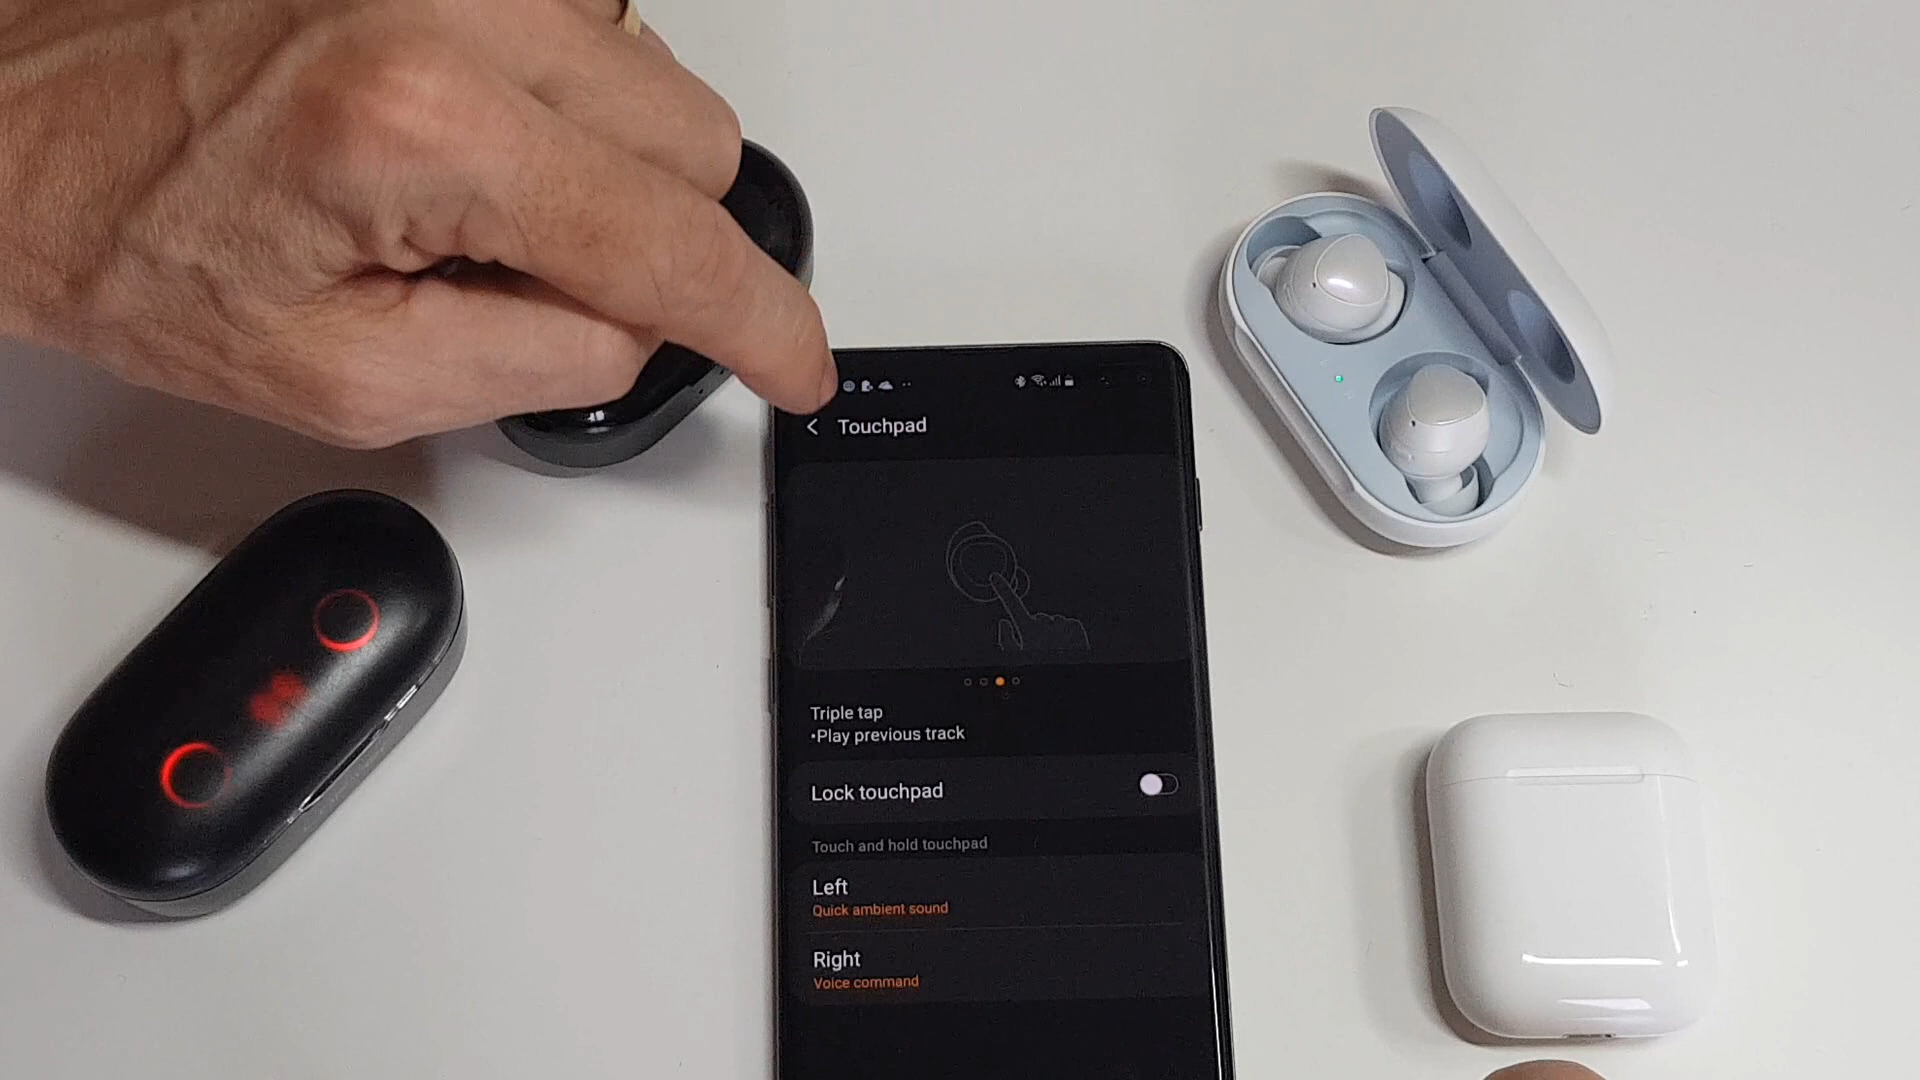 Touchpad
Triple tap
•Play previous track
Lock touchpad
Touch and hold touchpad
Left
Quick ambient sound
Right
Voice command